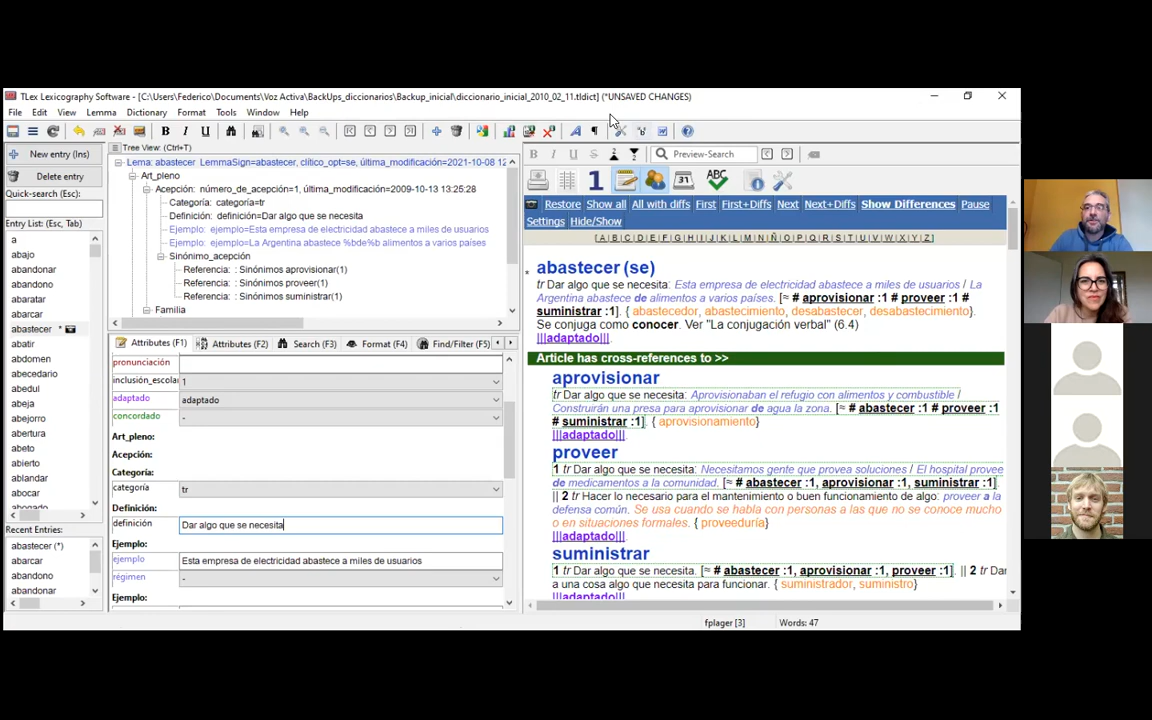 TLex Lexicography Software - [C:\Users\Federico\Documents\Voz Activa\BackUps_diccionarios\Backup_inicial\diccionario_inicial_2010_02_11.tldict] (*UNSAVED CHANGES)
File Edit View Lemma Dictionary Format Tools Window Help
B I U
New entry (Ins)
Delete entry
Quick-search (Esc):
Entry List: (Esc, Tab)
a
abajo
abandonar
abandono
abaratar
abarcar
abastecer *
abatir
abdomen
abecedario
abedul
abeja
abejorro
abertura
abeto
abierto
ablandar
abocar
abogado
Recent Entries:
abastecer (*)
abarcar
abandono
abandonar
Tree View: (Ctrl+T)
Lema: abastecer LemmaSign=abastecer, clítico_opt=se, última_modificación=2021-10-08 12
Art_pleno
Acepción: número_de_acepción=1, última_modificación=2009-10-13 13:25:28
Categoría: categoría=tr
Definición: definición=Dar algo que se necesita
Ejemplo: ejemplo=Esta empresa de electricidad abastece a miles de usuarios
Ejemplo: ejemplo=La Argentina abastece %bde%b alimentos a varios países
Sinónimo_acepción
Referencia: : Sinónimos aprovisionar(1)
Referencia: : Sinónimos proveer(1)
Referencia: : Sinónimos suministrar(1)
Familia
Attributes (F1) Attributes (F2) Search (F3) Format (F4) Find/Filter (F5)
pronunciación
inclusión_escolar 1
adaptado adaptado
concordado -
Art_pleno:
Acepción:
Categoría:
categoría tr
Definición:
definición Dar algo que se necesita
Ejemplo:
ejemplo Esta empresa de electricidad abastece a miles de usuarios
régimen -
Ejemplo:
B I U S Preview-Search
1 31 ABC
Restore Show all All with diffs First First+Diffs Next Next+Diffs Show Differences Pause
Settings Hide/Show
[ A | B | C | D | E | F | G | H | I | J | K | L | M | N | Ñ | O | P | Q | R | S | T | U | V | W | X | Y | Z ]
* abastecer (se)
tr Dar algo que se necesita: Esta empresa de electricidad abastece a miles de usuarios / La
Argentina abastece de alimentos a varios países. [≈ # aprovisionar :1 # proveer :1 #
suministrar :1]. { abastecedor, abastecimiento, desabastecer, desabastecimiento}.
Se conjuga como conocer. Ver "La conjugación verbal" (6.4)
|||adaptado|||.
Article has cross-references to >>
aprovisionar
tr Dar algo que se necesita: Aprovisionaban el refugio con alimentos y combustible /
Construirán una presa para aprovisionar de agua la zona. [≈ # abastecer :1 # proveer :1
# suministrar :1]. { aprovisionamiento}
|||adaptado|||.
proveer
1 tr Dar algo que se necesita: Necesitamos gente que provea soluciones / El hospital provee
de medicamentos a la comunidad. [≈ # abastecer :1, aprovisionar :1, suministrar :1]
|| 2 tr Hacer lo necesario para el mantenimiento o buen funcionamiento de algo: proveer a la
defensa común. Se usa cuando se habla con personas a las que no se conoce mucho
o en situaciones formales. { proveeduría}
|||adaptado|||.
suministrar
1 tr Dar algo que se necesita. [≈ # abastecer :1, aprovisionar :1, proveer :1]. || 2 tr Dar
a una cosa algo que necesita para funcionar. { suministrador, suministro}
|||adaptado|||.
fplager [3] Words: 47